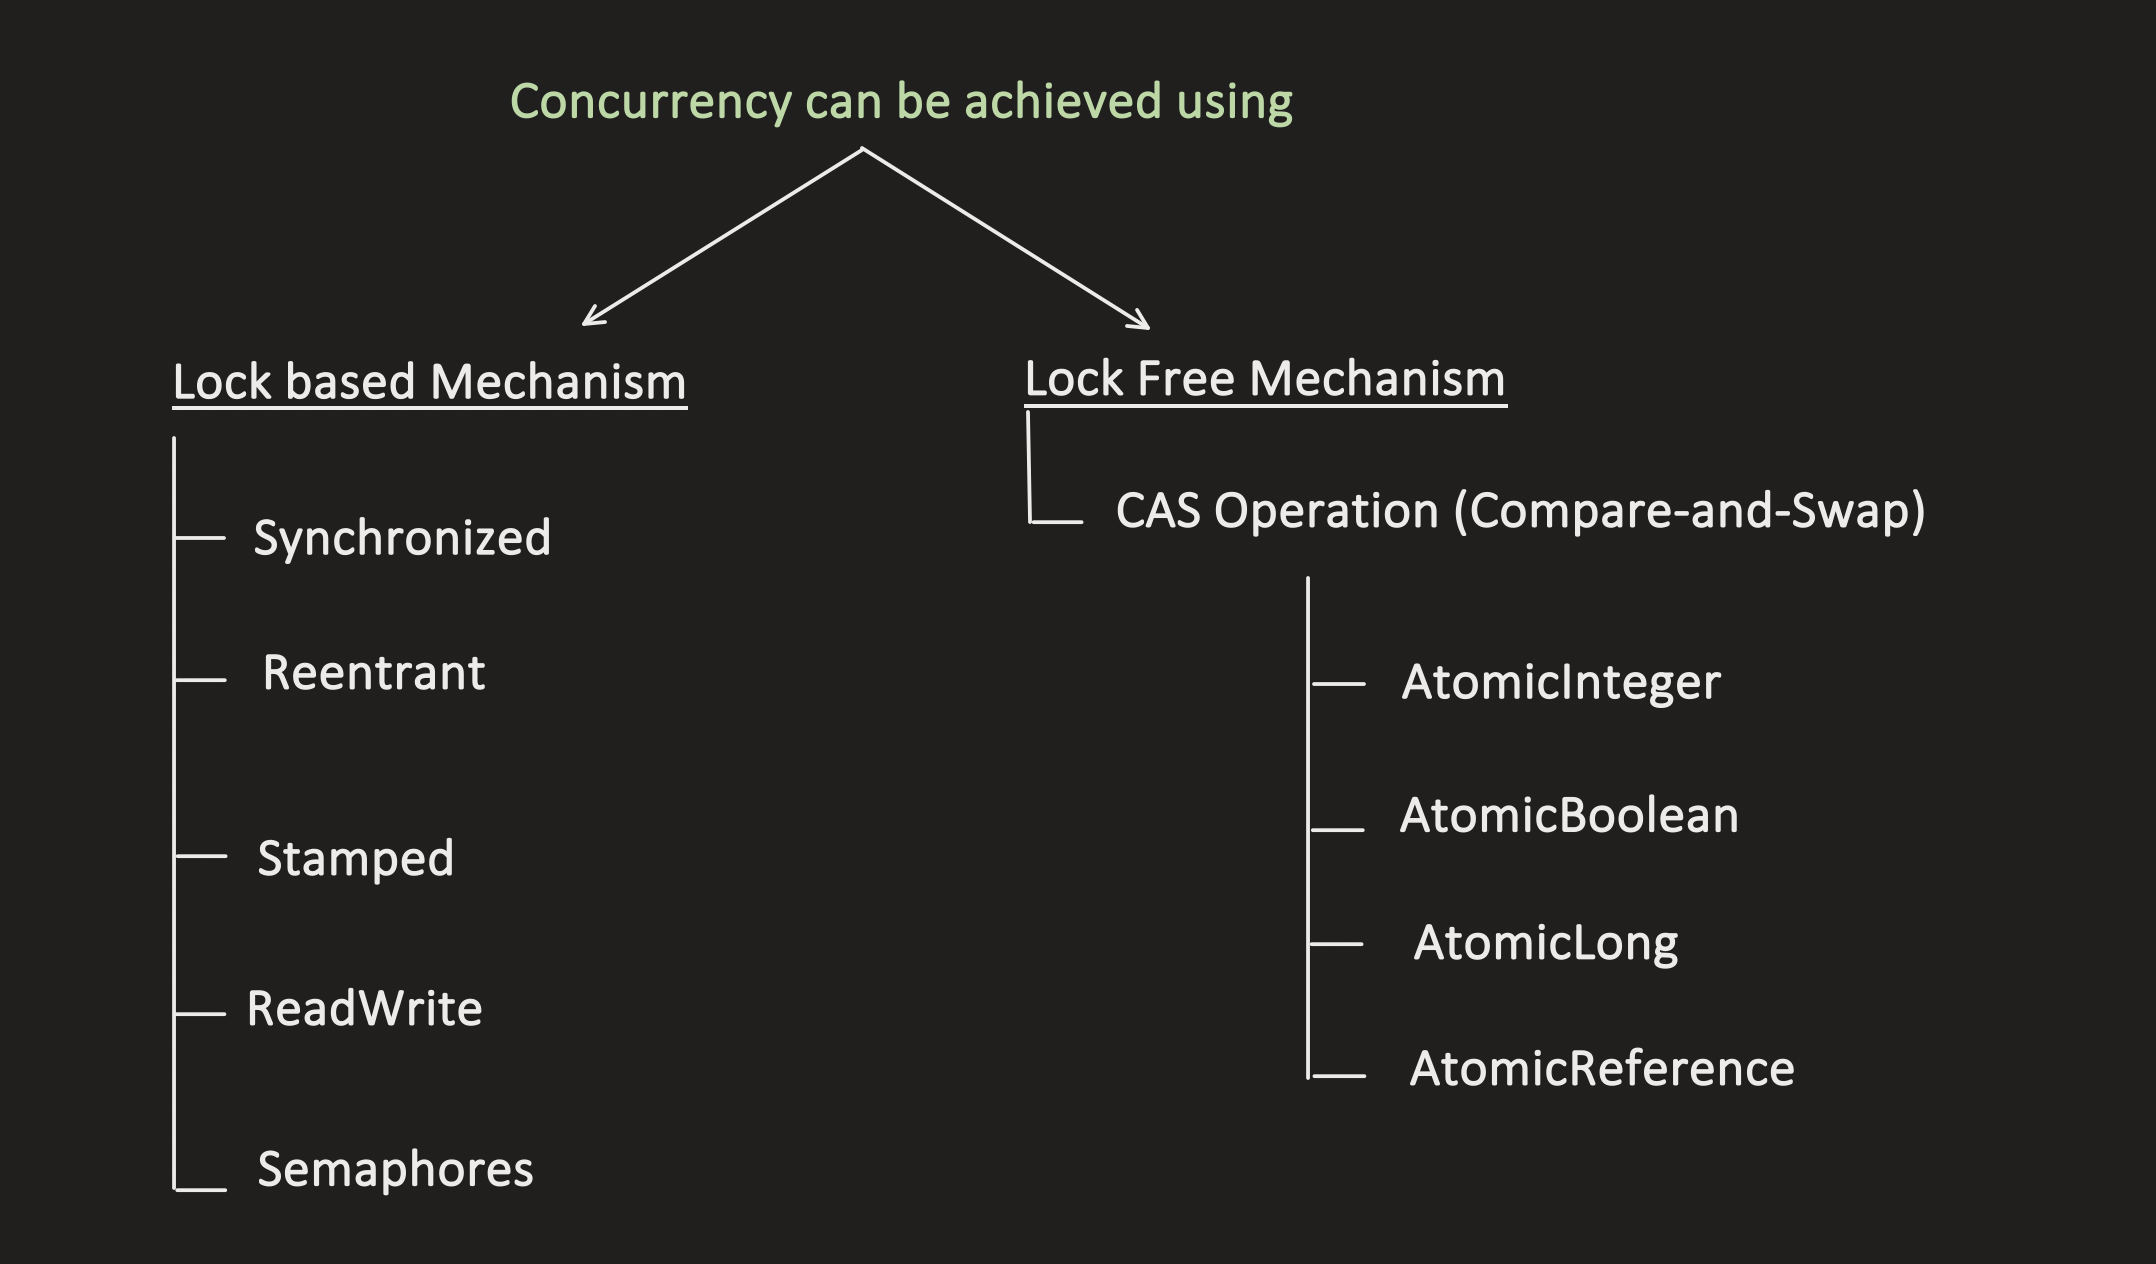 Concurrency can be achieved using
Lock based Mechanism
Synchronized
Reentrant
Stamped
ReadWrite
Semaphores
Lock Free Mechanism
CAS Operation (Compare-and-Swap)
AtomicInteger
AtomicBoolean
AtomicLong
AtomicReference